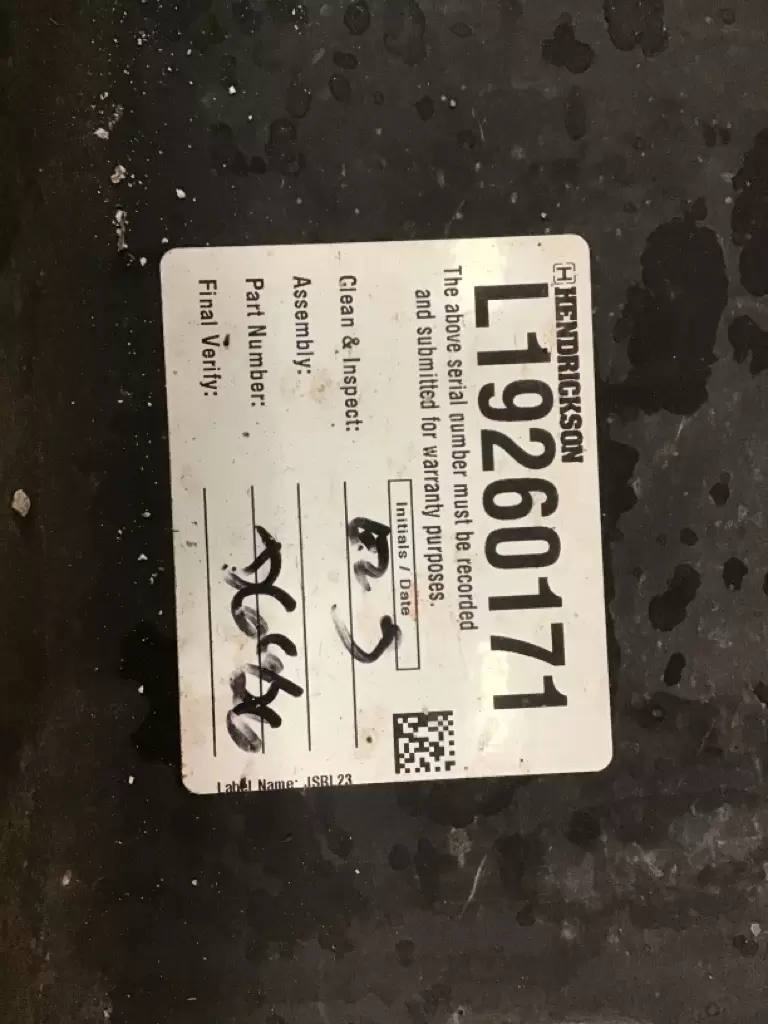 HENDRICKSON
L19260171
The above serial number must be recorded
and submitted for warranty purposes.
Initials / Date
Clean & Inspect:
Assembly:
Part Number:
Final Verify:
Label Name: JSBL23